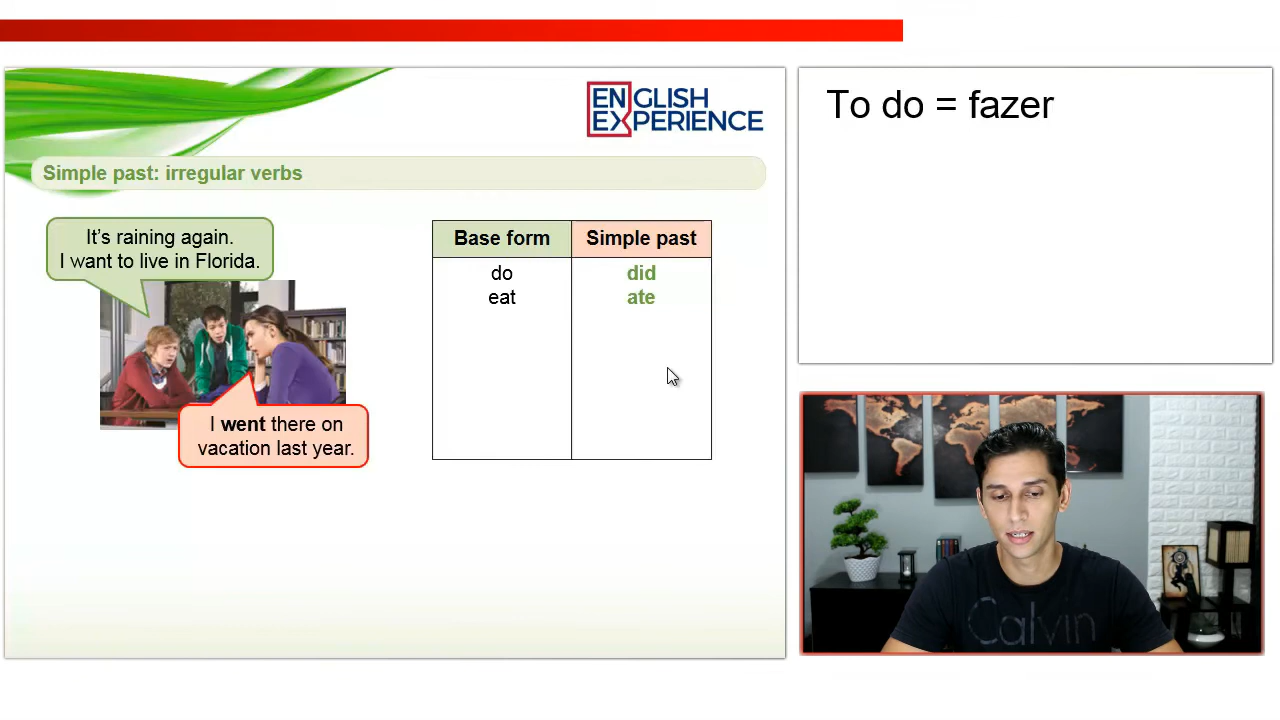 ENGLISH
EXPERIENCE
Simple past: irregular verbs
It's raining again.
I want to live in Florida.
I went there on
vacation last year.
Base form Simple past
do did
eat ate
To do = fazer
Calvin